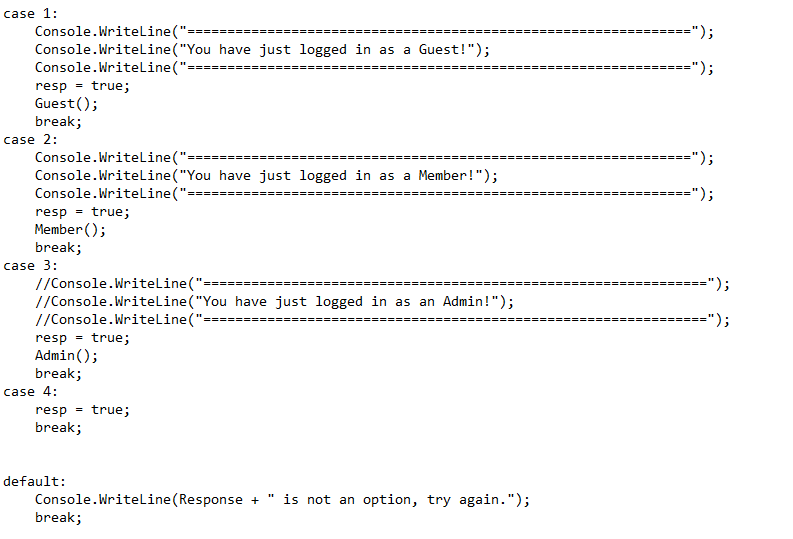 case 1:
    Console.WriteLine("===============================================================");
    Console.WriteLine("You have just logged in as a Guest!");
    Console.WriteLine("===============================================================");
    resp = true;
    Guest();
    break;
case 2:
    Console.WriteLine("===============================================================");
    Console.WriteLine("You have just logged in as a Member!");
    Console.WriteLine("===============================================================");
    resp = true;
    Member();
    break;
case 3:
    //Console.WriteLine("===============================================================");
    //Console.WriteLine("You have just logged in as an Admin!");
    //Console.WriteLine("===============================================================");
    resp = true;
    Admin();
    break;
case 4:
    resp = true;
    break;
default:
    Console.WriteLine(Response + " is not an option, try again.");
    break;